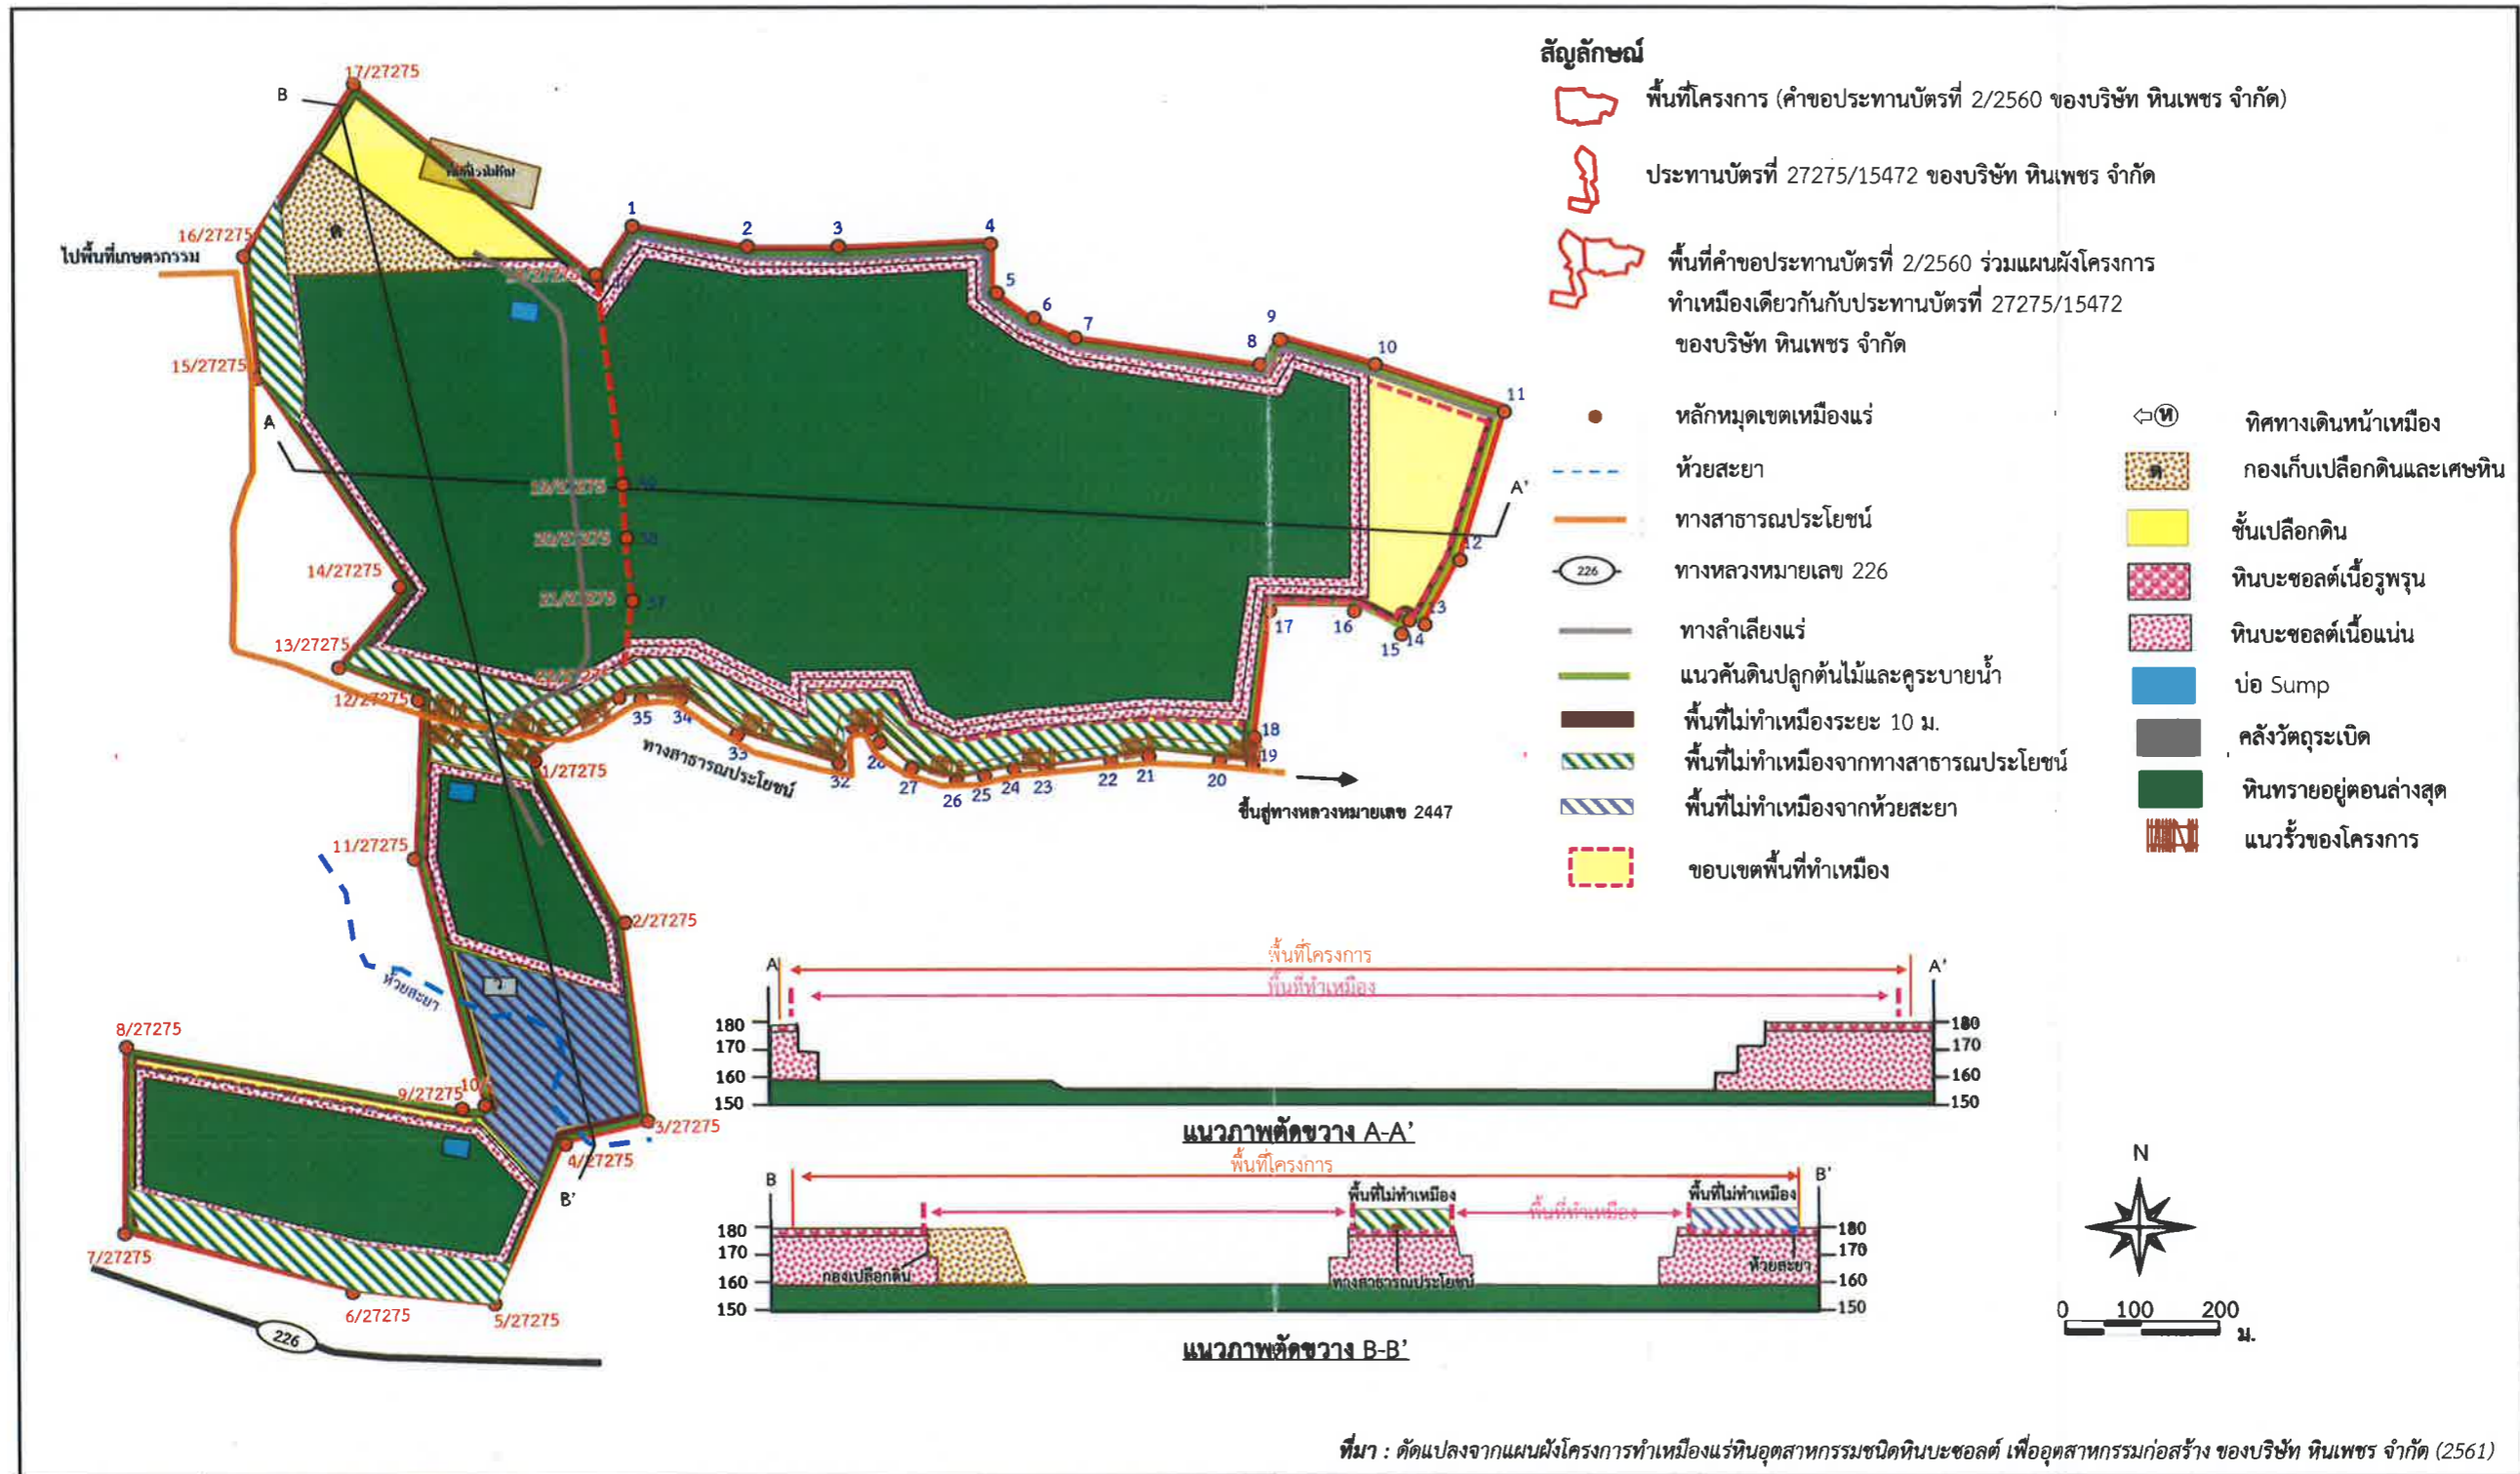 17/27275
B
16/27275
ไปพื้นที่เกษตรกรรม
ด
1
2
3
4
5
6
7
8
9
10
11
15/27275
A
A'
12
14/27275
13/27275
12/27275
13
14
15
16
17
18
19
20
21
22
23
24
25
26
27
28
32
33
34
35
37
38
39
19/27275
20/27275
21/27275
ทางสาธารณประโยชน์
ขึ้นสู่ทางหลวงหมายเลข 2447
1/27275
11/27275
2/27275
ห้วยสะยา
ว
8/27275
9/27275
3/27275
4/27275
B'
7/27275
6/27275
5/27275
226
สัญลักษณ์
พื้นที่โครงการ (คำขอประทานบัตรที่ 2/2560 ของบริษัท หินเพชร จำกัด)
ประทานบัตรที่ 27275/15472 ของบริษัท หินเพชร จำกัด
พื้นที่คำขอประทานบัตรที่ 2/2560 ร่วมแผนผังโครงการ
ทำเหมืองเดียวกันกับประทานบัตรที่ 27275/15472
ของบริษัท หินเพชร จำกัด
หลักหมุดเขตเหมืองแร่
ห้วยสะยา
ทางสาธารณประโยชน์
226
ทางหลวงหมายเลข 226
ทางลำเลียงแร่
แนวคันดินปลูกต้นไม้และคูระบายน้ำ
พื้นที่ไม่ทำเหมืองระยะ 10 ม.
พื้นที่ไม่ทำเหมืองจากทางสาธารณประโยชน์
พื้นที่ไม่ทำเหมืองจากห้วยสะยา
ขอบเขตพื้นที่ทำเหมือง
ห
ทิศทางเดินหน้าเหมือง
ด
กองเก็บเปลือกดินและเศษหิน
ชั้นเปลือกดิน
หินบะซอลต์เนื้อรูพรุน
หินบะซอลต์เนื้อแน่น
บ่อ Sump
คลังวัตถุระเบิด
หินทรายอยู่ตอนล่างสุด
แนวรั้วของโครงการ
พื้นที่โครงการ
พื้นที่ทำเหมือง
A
A'
180
170
160
150
180
170
160
150
แนวภาพตัดขวาง A-A'
พื้นที่โครงการ
B
B'
พื้นที่ไม่ทำเหมือง
พื้นที่ทำเหมือง
พื้นที่ไม่ทำเหมือง
180
170
160
150
กองเปลือกดิน
ทางสาธารณประโยชน์
ห้วยสะยา
180
170
160
150
แนวภาพตัดขวาง B-B'
N
0 100 200
ม.
ที่มา : ดัดแปลงจากแผนผังโครงการทำเหมืองแร่หินอุตสาหกรรมชนิดหินบะซอลต์ เพื่ออุตสาหกรรมก่อสร้าง ของบริษัท หินเพชร จำกัด (2561)